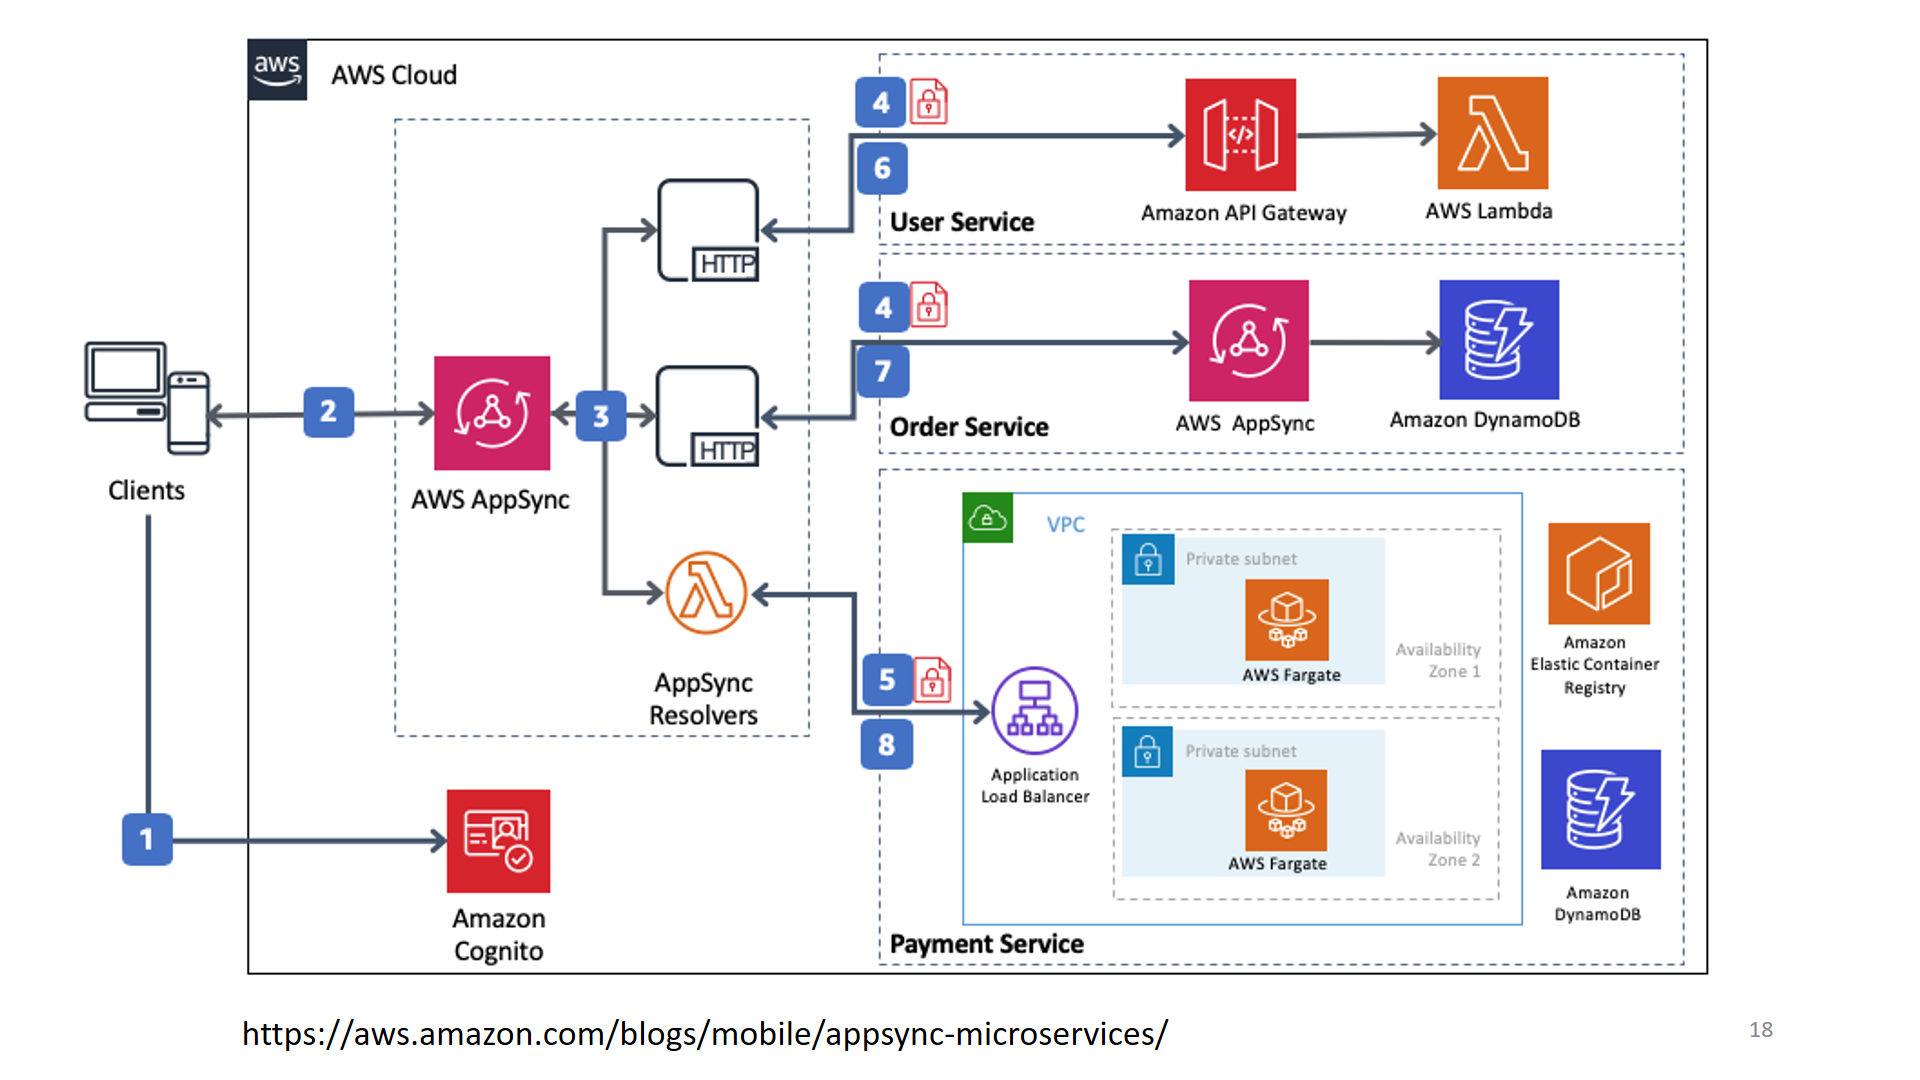 aws
AWS Cloud
4
6
User Service
Amazon API Gateway
AWS Lambda
HTTP
4
7
Order Service
AWS AppSync
Amazon DynamoDB
HTTP
2
3
Clients
AWS AppSync
AppSync
Resolvers
5
8
VPC
Private subnet
AWS Fargate
Availability
Zone 1
Private subnet
AWS Fargate
Availability
Zone 2
Application
Load Balancer
Amazon
Elastic Container
Registry
Amazon
DynamoDB
Payment Service
1
Amazon
Cognito
https://aws.amazon.com/blogs/mobile/appsync-microservices/
18